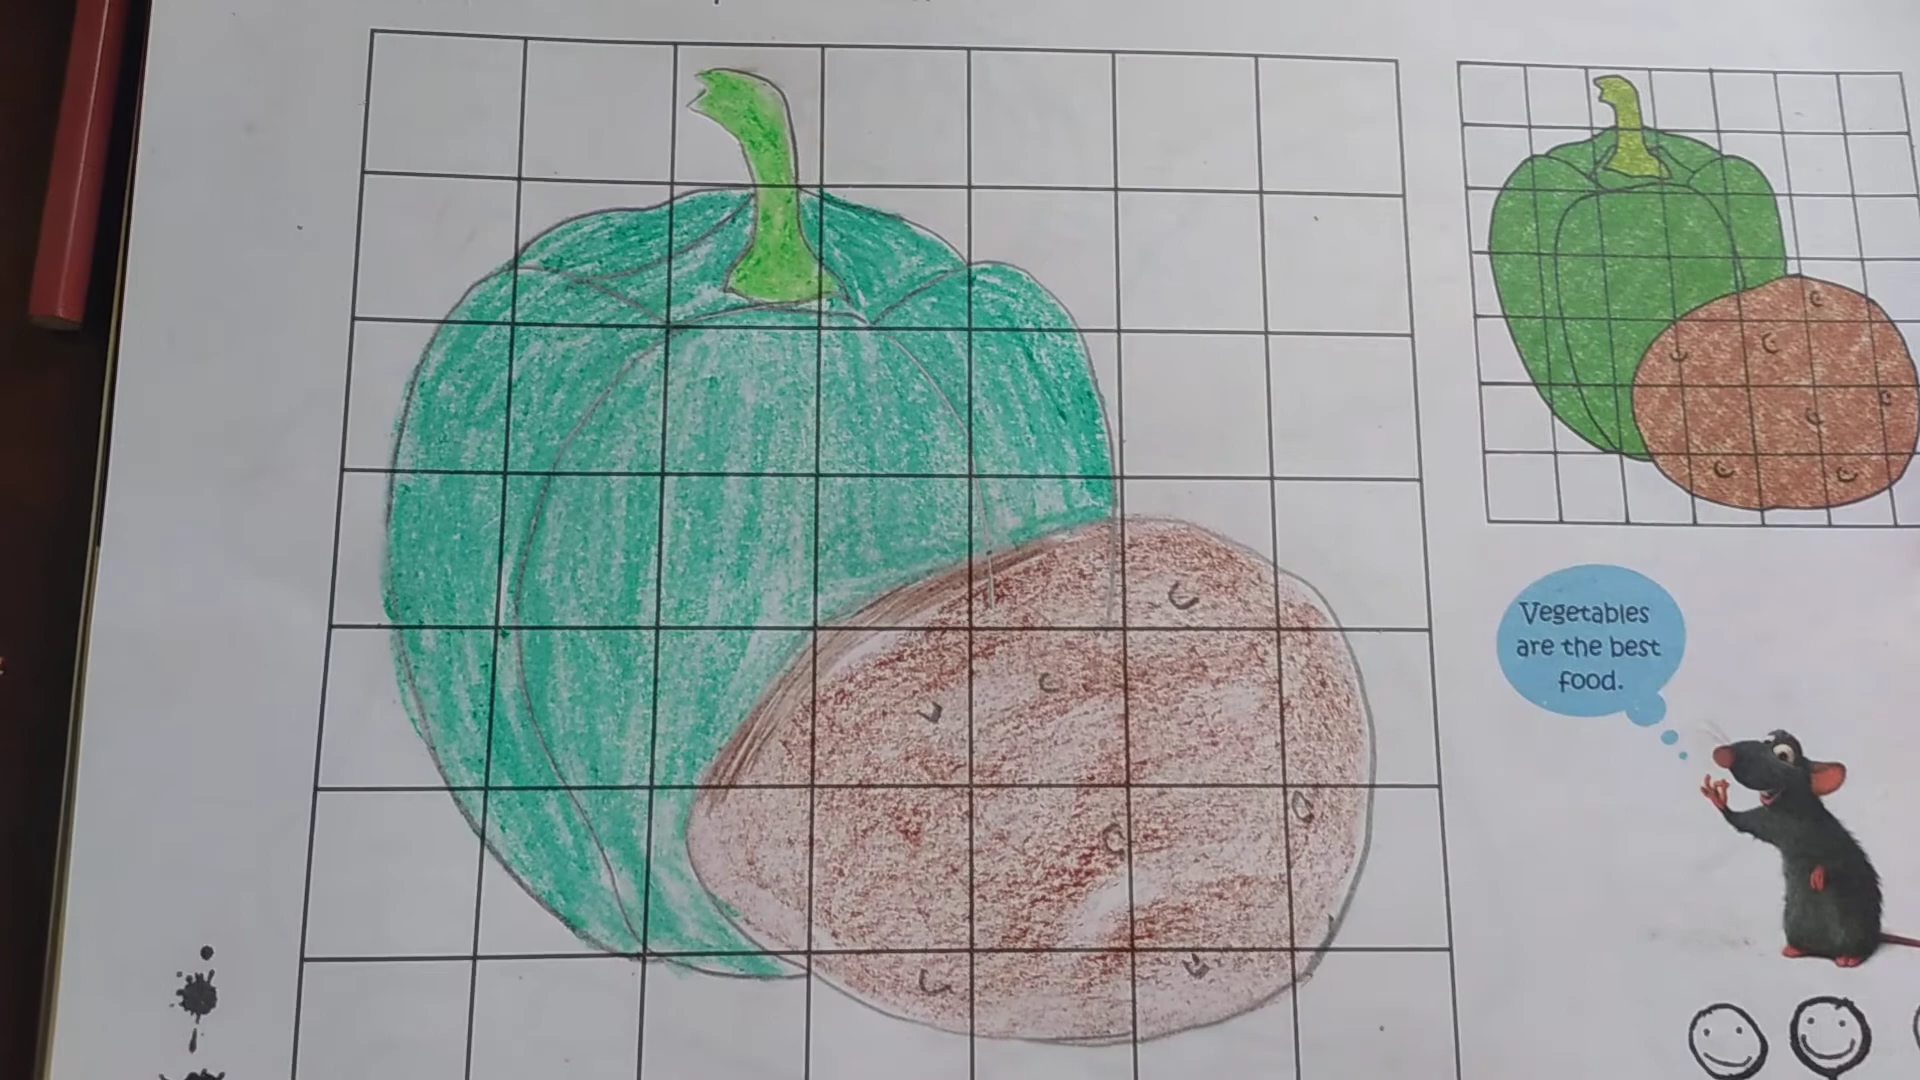 Vegetables
are the best
food.